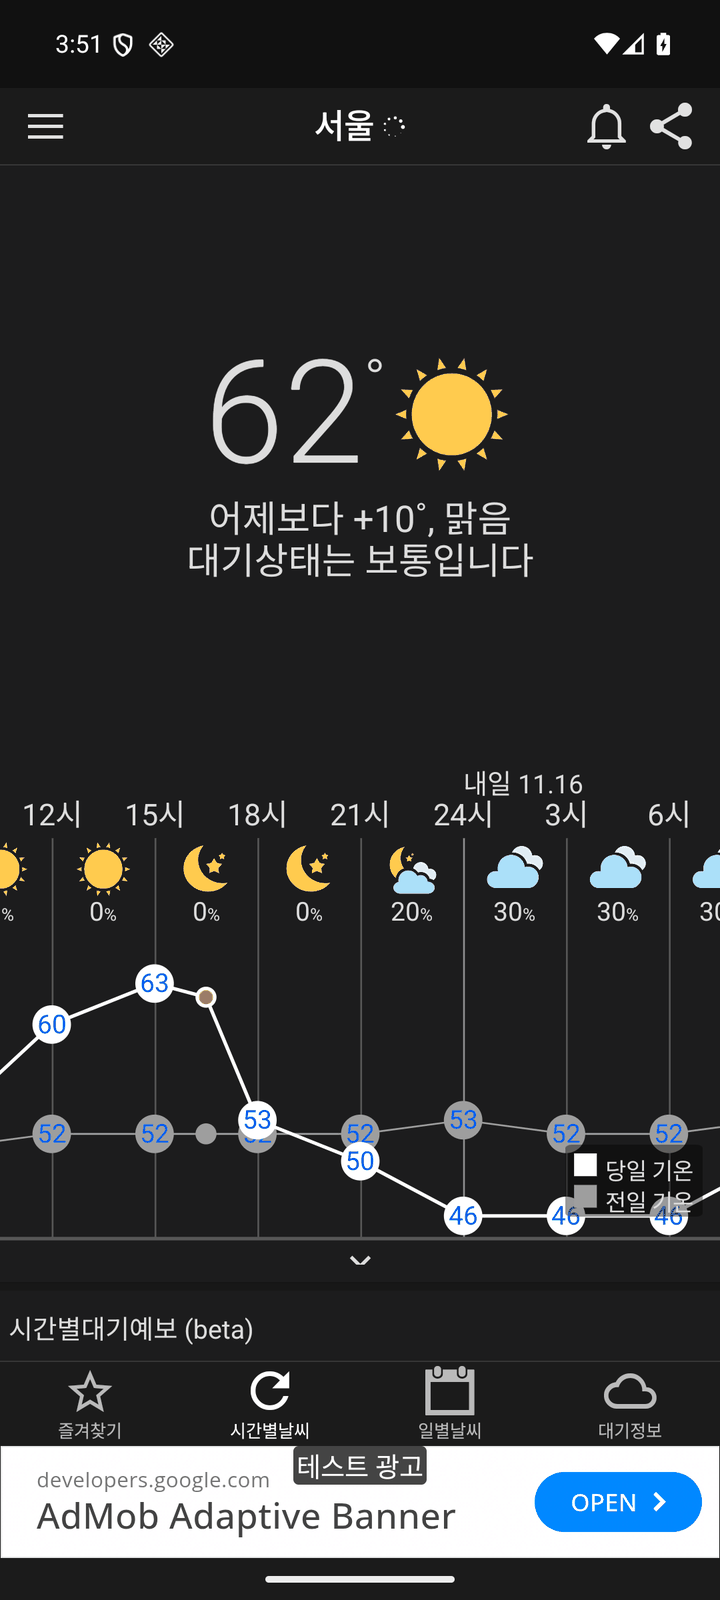 3:51
서울
62°
어제보다 +10°, 맑음
대기상태는 보통입니다
내일 11.16
12시 15시 18시 21시 24시 3시 6시
% 0% 0% 0% 20% 30% 30% 30
60 63 53 50 46 46 46
52 52 52 52 53 52 52
당일 기온
전일 기온
시간별대기예보 (beta)
즐겨찾기 시간별날씨 일별날씨 대기정보
테스트 광고
developers.google.com
AdMob Adaptive Banner
OPEN